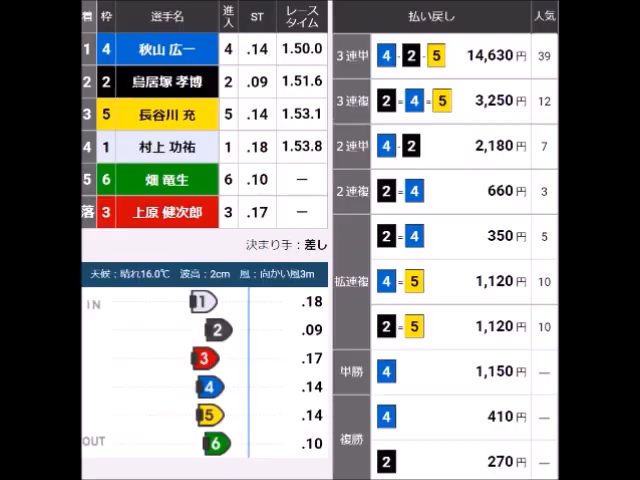 着 枠 選手名 進入 ST レースタイム
1 4 秋山 広一 4 .14 1.50.0
2 2 鳥居塚 孝博 2 .09 1.51.6
3 5 長谷川 充 5 .14 1.53.1
4 1 村上 功祐 1 .18 1.53.8
5 6 畑 竜生 6 .10 —
落 3 上原 健次郎 3 .17 —
決まり手：差し
天候：晴れ16.0℃ 波高：2cm 風：向かい風3m
IN 1 .18
2 .09
3 .17
4 .14
5 .14
OUT 6 .10
払い戻し 人気
3連単 4-2-5 14,630円 39
3連複 2=4=5 3,250円 12
2連単 4-2 2,180円 7
2連複 2=4 660円 3
拡連複 2=4 350円 5
4=5 1,120円 10
2=5 1,120円 10
単勝 4 1,150円 —
複勝 4 410円 —
2 270円 —